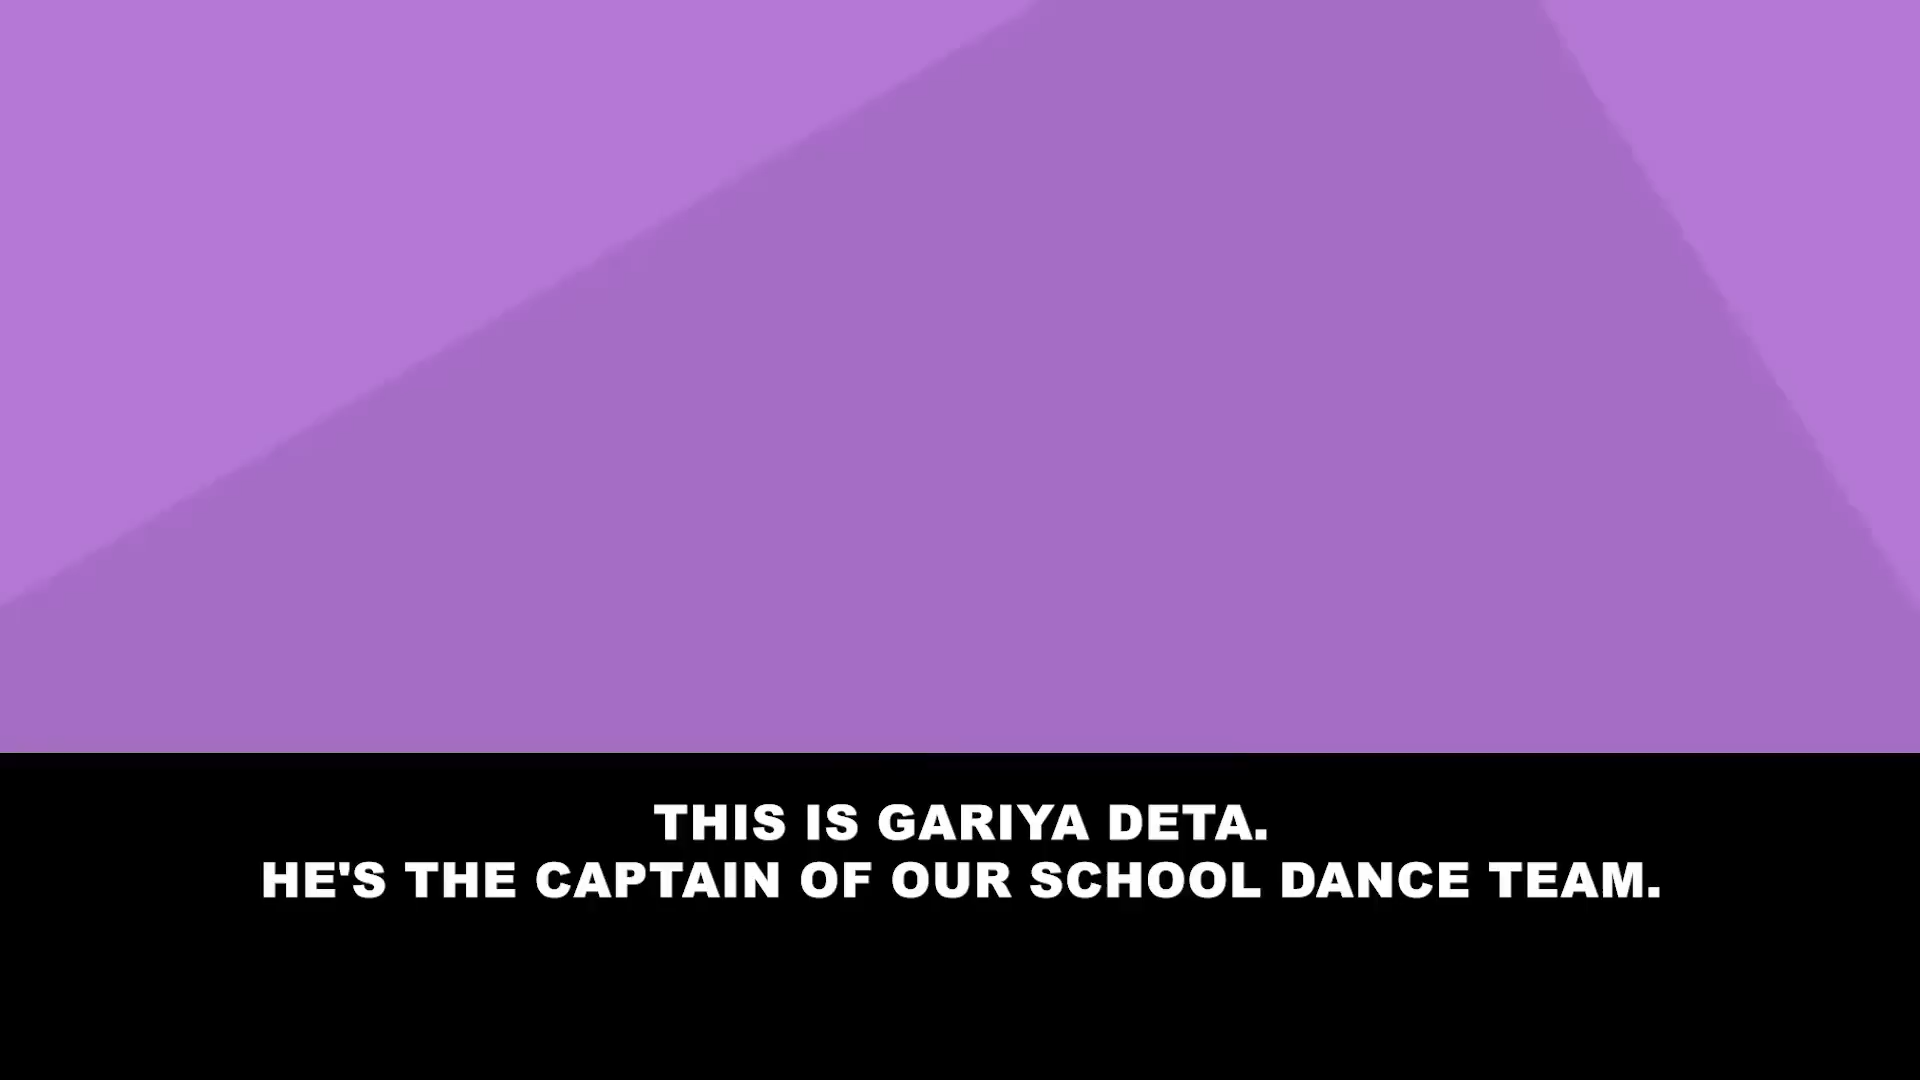 THIS IS GARIYA DETA.
HE'S THE CAPTAIN OF OUR SCHOOL DANCE TEAM.